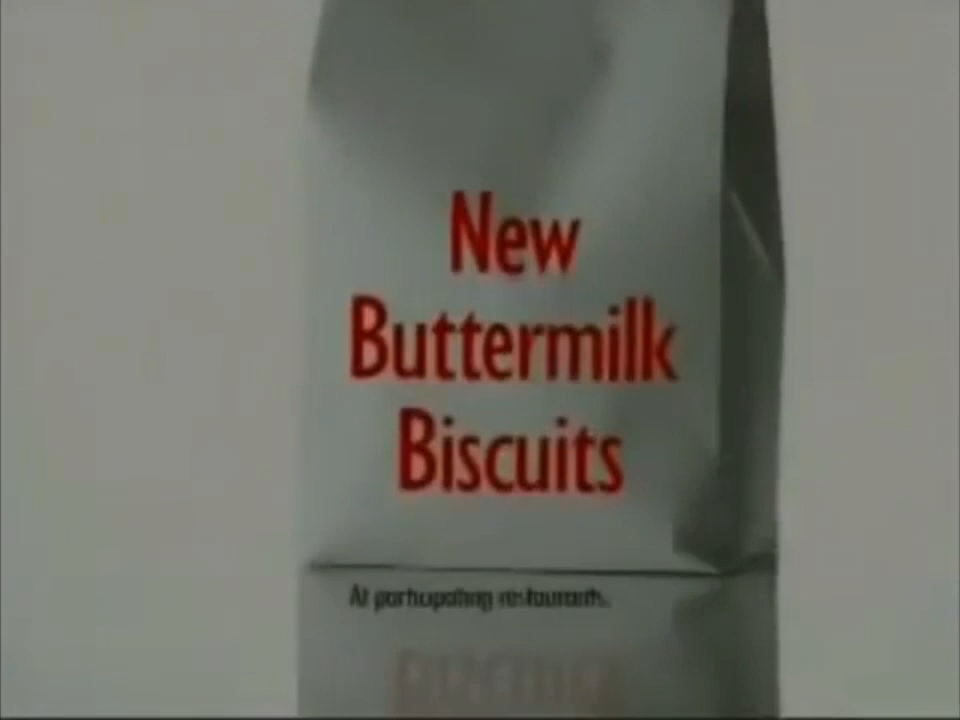 New
Buttermilk
Biscuits
At participating restaurants.